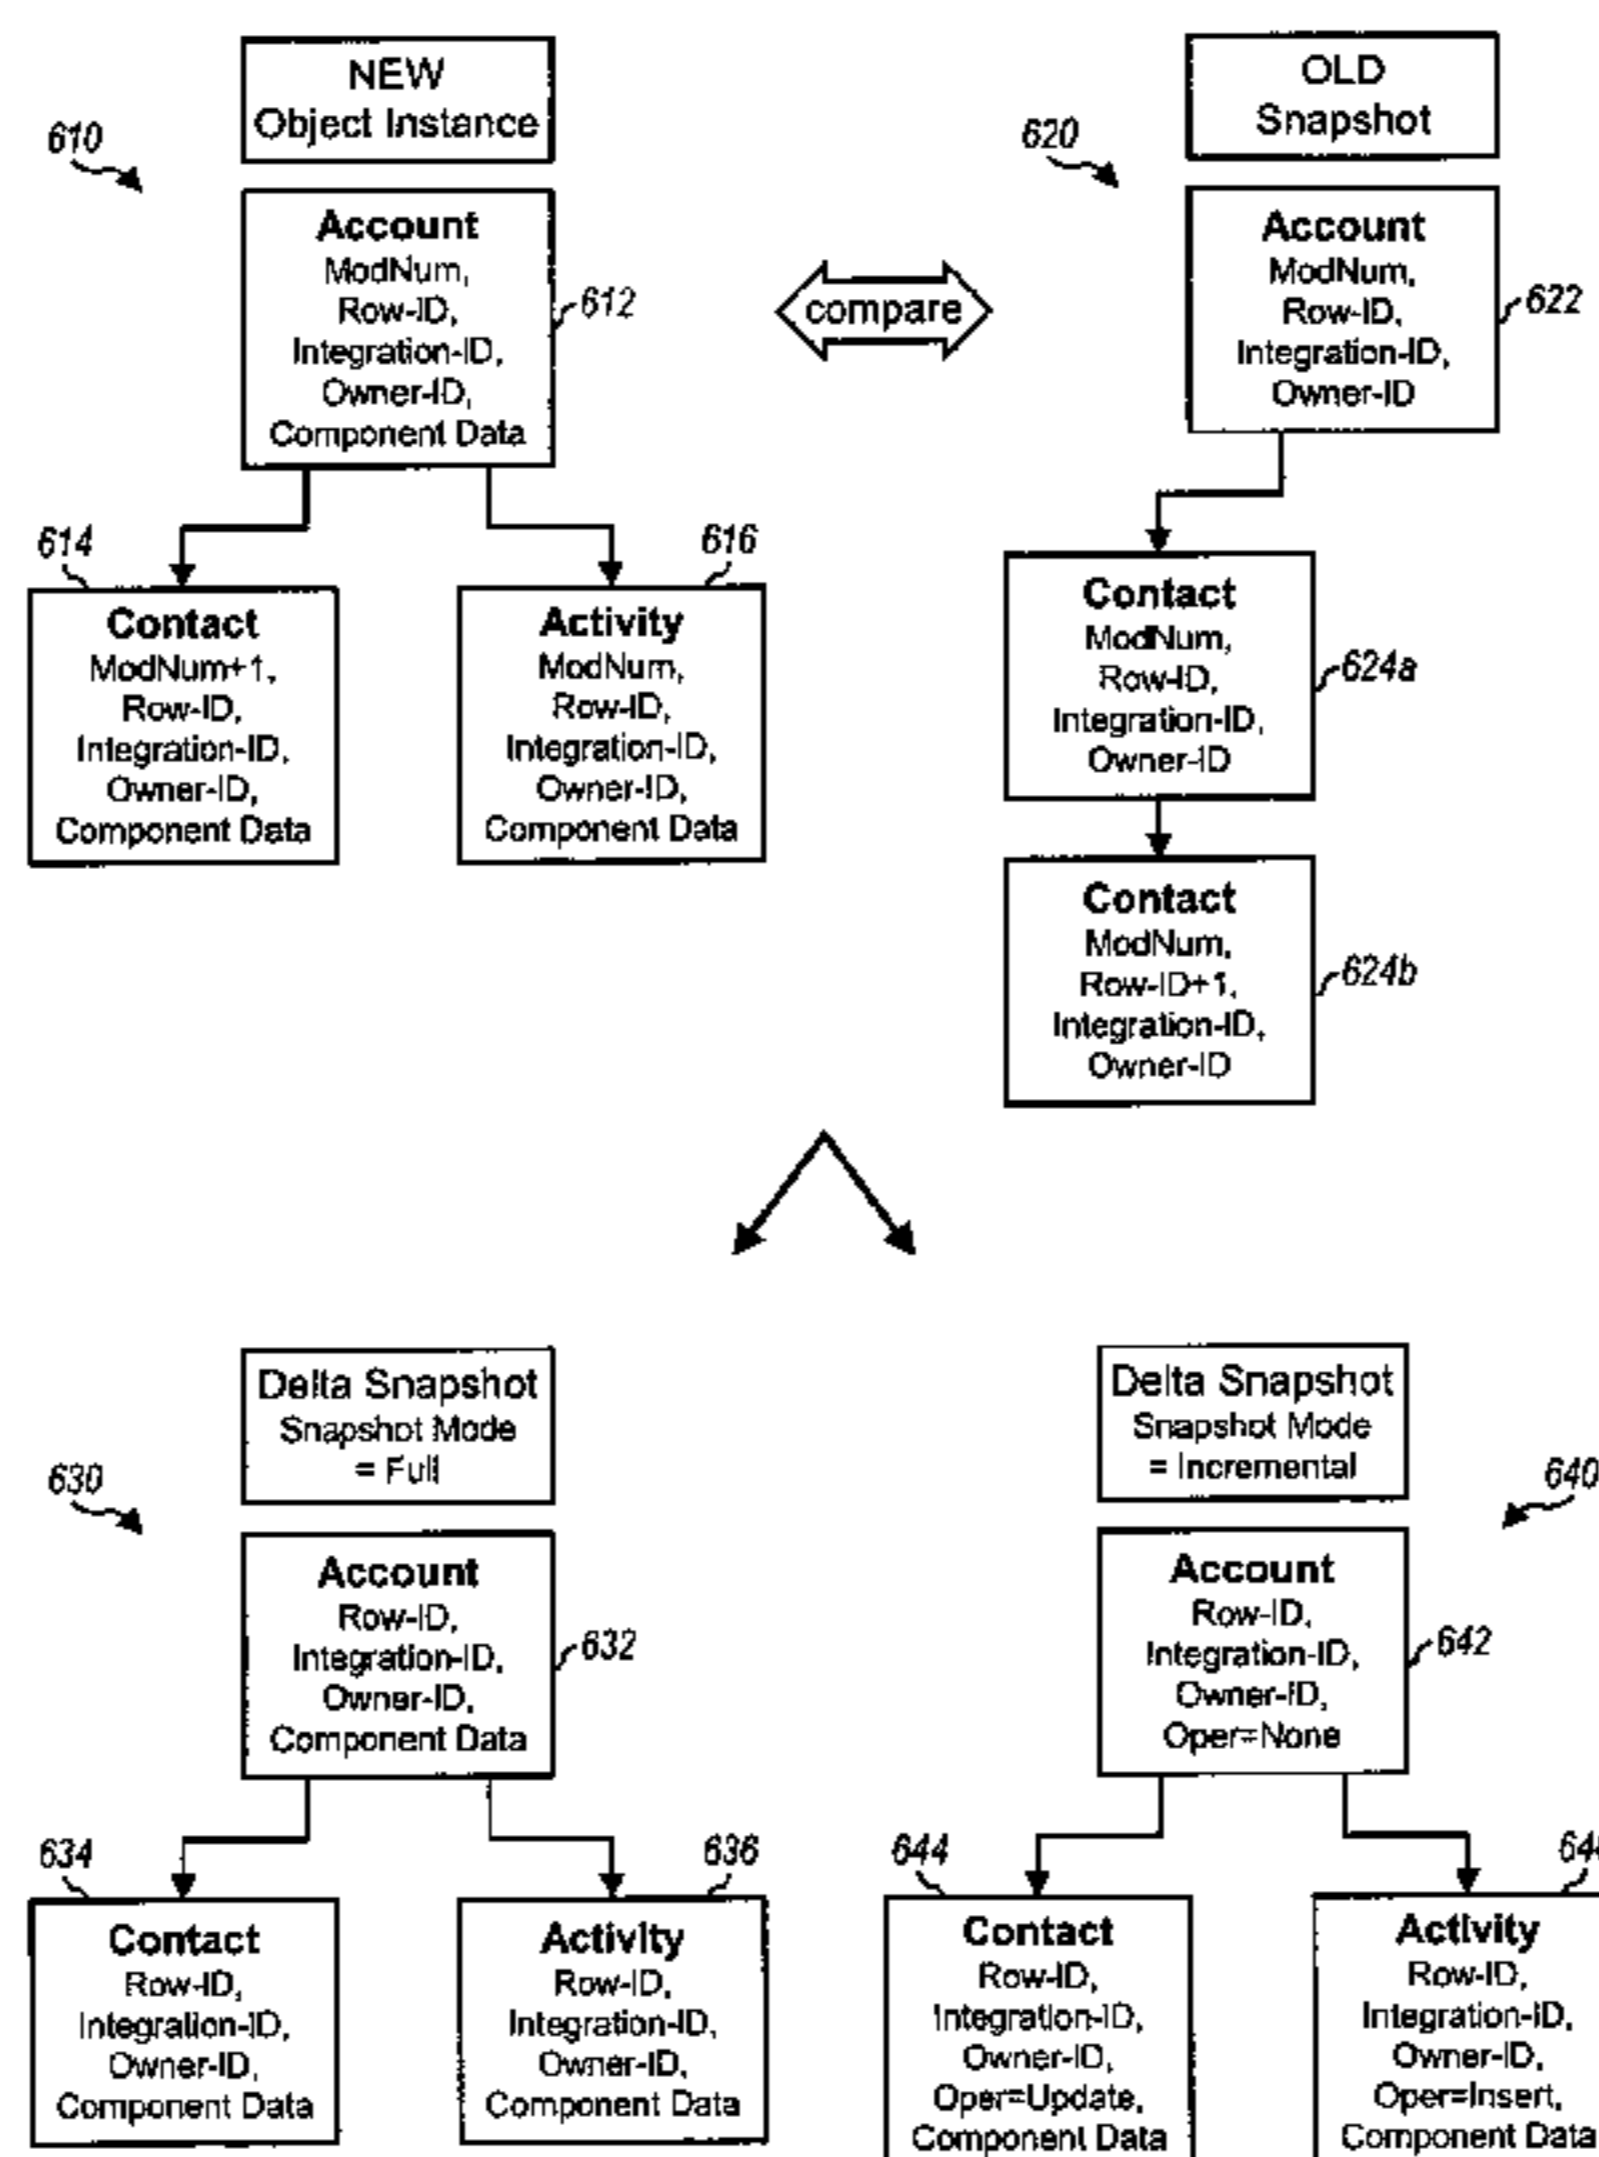 NEW
Object Instance
610
Account
ModNum,
Row-ID,
Integration-ID,
Owner-ID,
Component Data
612
614
Contact
ModNum+1,
Row-ID,
Integration-ID,
Owner-ID,
Component Data
616
Activity
ModNum,
Row-ID,
Integration-ID,
Owner-ID,
Component Data
compare
OLD
Snapshot
620
Account
ModNum,
Row-ID,
Integration-ID,
Owner-ID
622
Contact
ModNum,
Row-ID,
Integration-ID,
Owner-ID
624a
Contact
ModNum,
Row-ID+1,
Integration-ID,
Owner-ID
624b
Delta Snapshot
Snapshot Mode
= Full
630
Account
Row-ID,
Integration-ID,
Owner-ID,
Component Data
632
634
Contact
Row-ID,
Integration-ID,
Owner-ID,
Component Data
636
Activity
Row-ID,
Integration-ID,
Owner-ID,
Component Data
Delta Snapshot
Snapshot Mode
= Incremental
640
Account
Row-ID,
Integration-ID,
Owner-ID,
Oper=None
642
644
Contact
Row-ID,
Integration-ID,
Owner-ID,
Oper=Update,
Component Data
Activity
Row-ID,
Integration-ID,
Owner-ID,
Oper=Insert,
Component Data